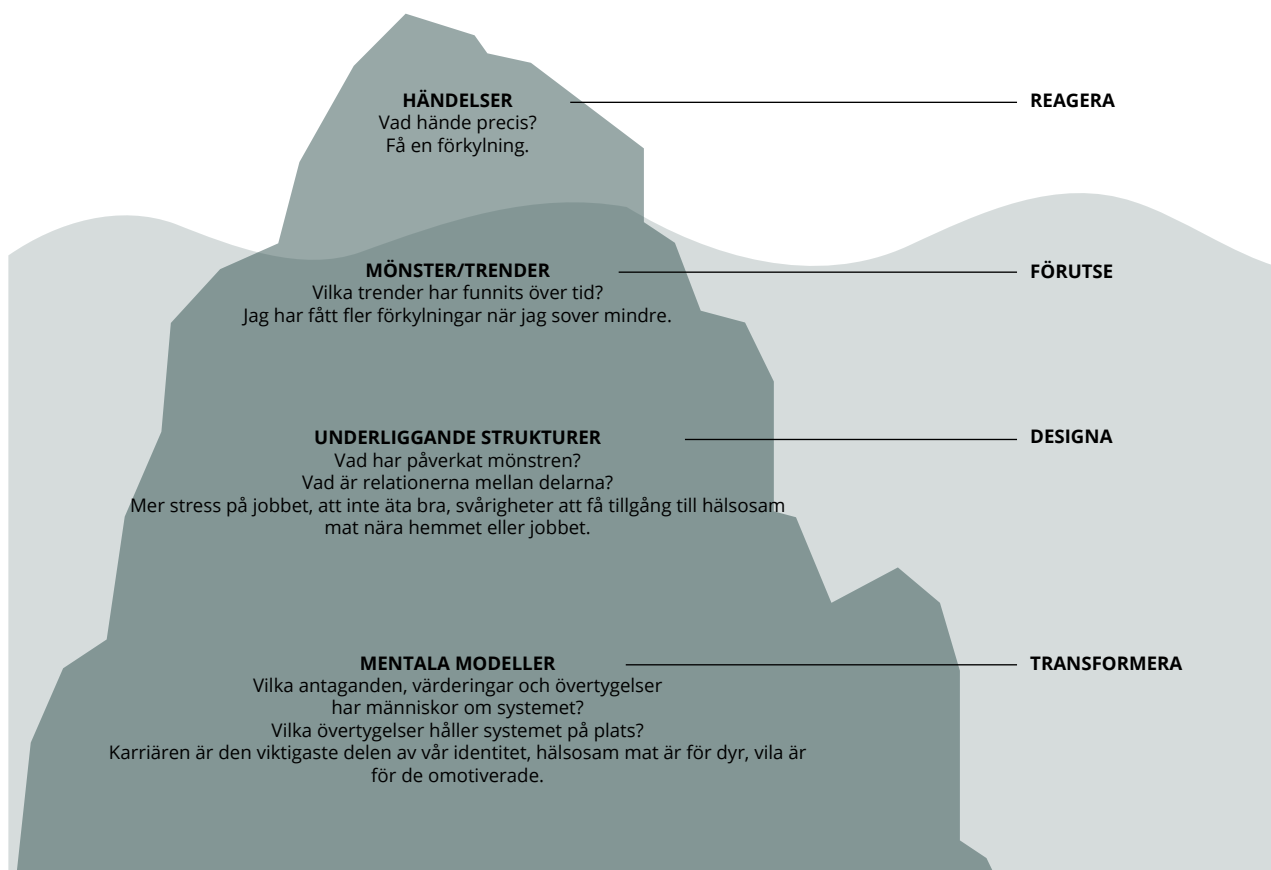 HÄNDELSER
Vad hände precis?
Få en förkylning.
REAGERA
MÖNSTER/TRENDER
Vilka trender har funnits över tid?
Jag har fått fler förkylningar när jag sover mindre.
FÖRUTSE
UNDERLIGGANDE STRUKTURER
Vad har påverkat mönstren?
Vad är relationerna mellan delarna?
Mer stress på jobbet, att inte äta bra, svårigheter att få tillgång till hälsosam
mat nära hemmet eller jobbet.
DESIGNA
MENTALA MODELLER
Vilka antaganden, värderingar och övertygelser
har människor om systemet?
Vilka övertygelser håller systemet på plats?
Karriären är den viktigaste delen av vår identitet, hälsosam mat är för dyr, vila är
för de omotiverade.
TRANSFORMERA